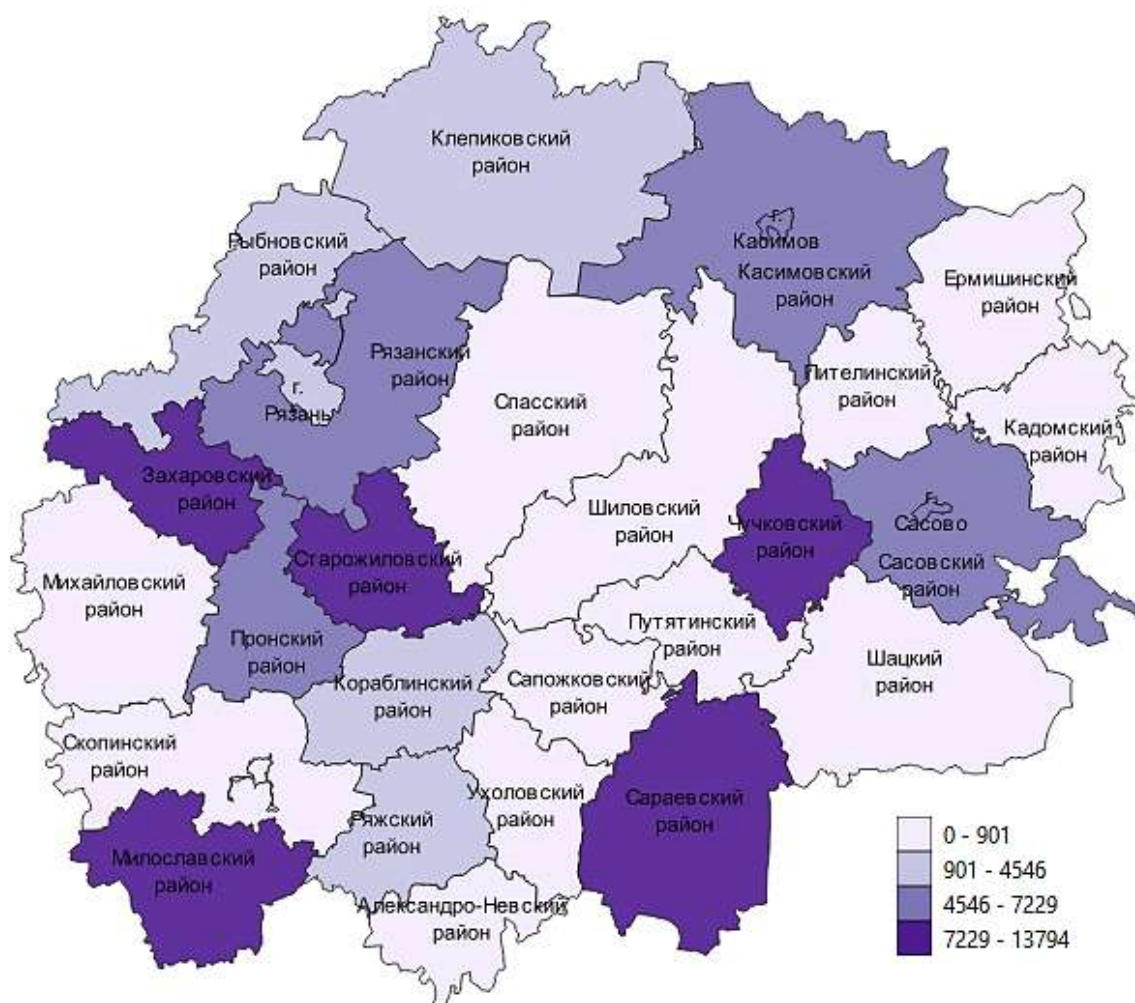 Клепиковский
район
Рыбновский
район
г.
Касимов
Касимовский
район
Ермишинский
район
Рязанский
район
г.
Рязань
Спасский
район
Пителинский
район
Кадомский
район
Захаровский
район
Шиловский
район
Чучковский
район
г.
Сасово
Сасовский
район
Михайловский
район
Старожиловский
район
Пронский
район
Путятинский
район
Шацкий
район
Кораблинский
район
Сапожковский
район
Скопинский
район
Ряжский
район
Ухоловский
район
Сараевский
район
Милославский
район
Александро-Невский
район
0 - 901
901 - 4546
4546 - 7229
7229 - 13794